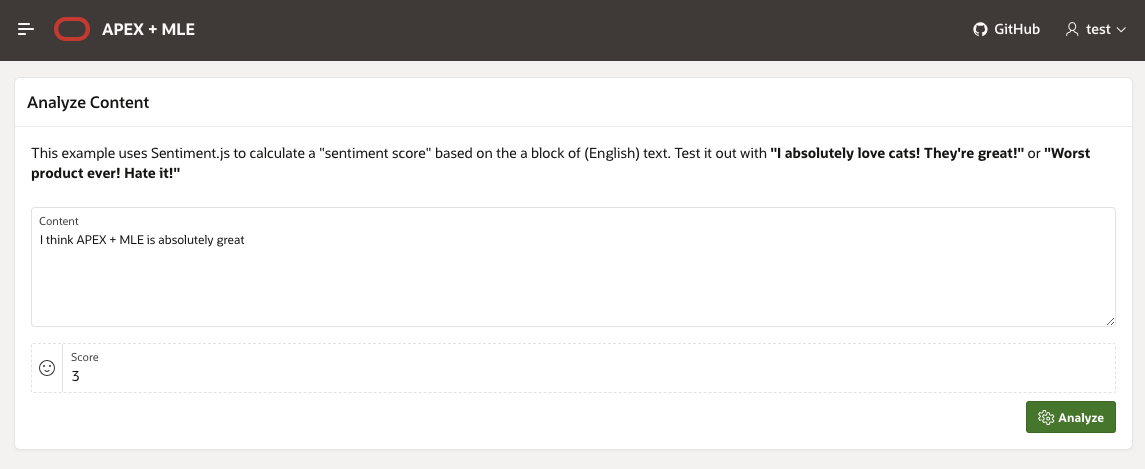 APEX + MLE
GitHub
test
Analyze Content
This example uses Sentiment.js to calculate a "sentiment score" based on the a block of (English) text. Test it out with "I absolutely love cats! They're great!" or "Worst
product ever! Hate it!"
Content
I think APEX + MLE is absolutely great
Score
3
Analyze